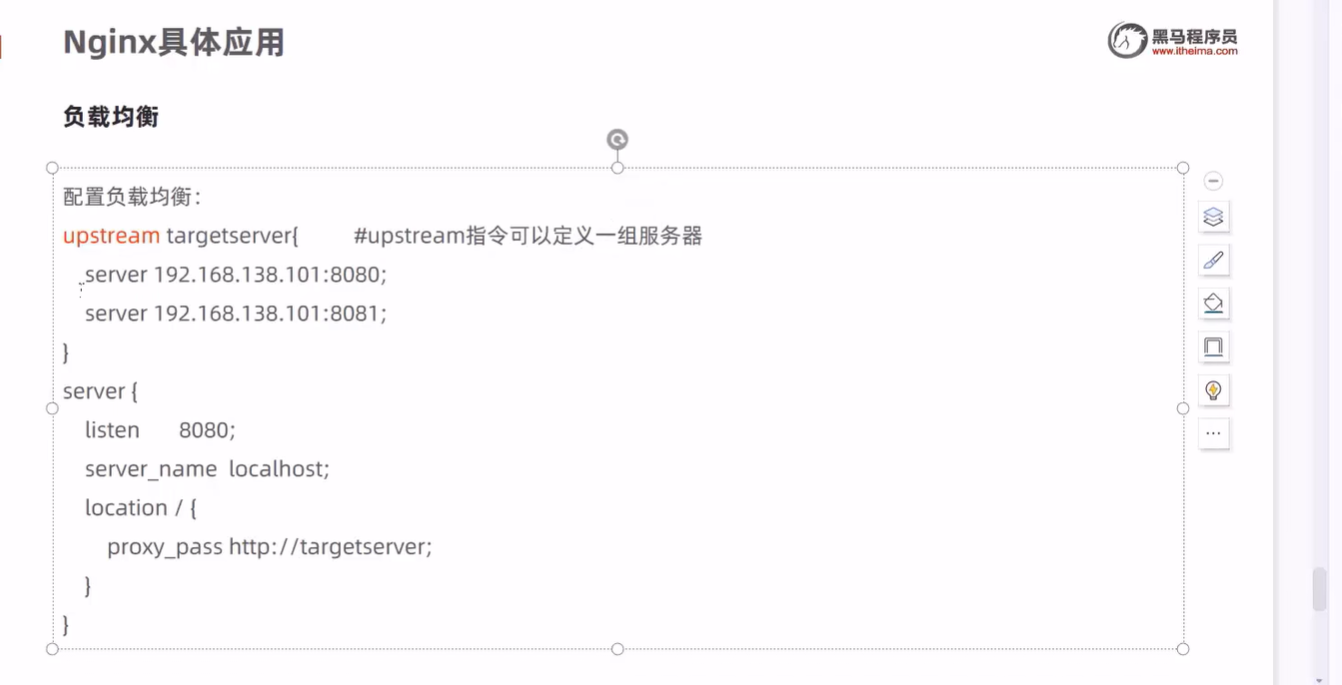 Nginx具体应用
黑马程序员
www.itheima.com
负载均衡
配置负载均衡：
upstream targetserver{ #upstream指令可以定义一组服务器
server 192.168.138.101:8080;
server 192.168.138.101:8081;
}
server {
listen 8080;
server_name localhost;
location / {
proxy_pass http://targetserver;
}
}